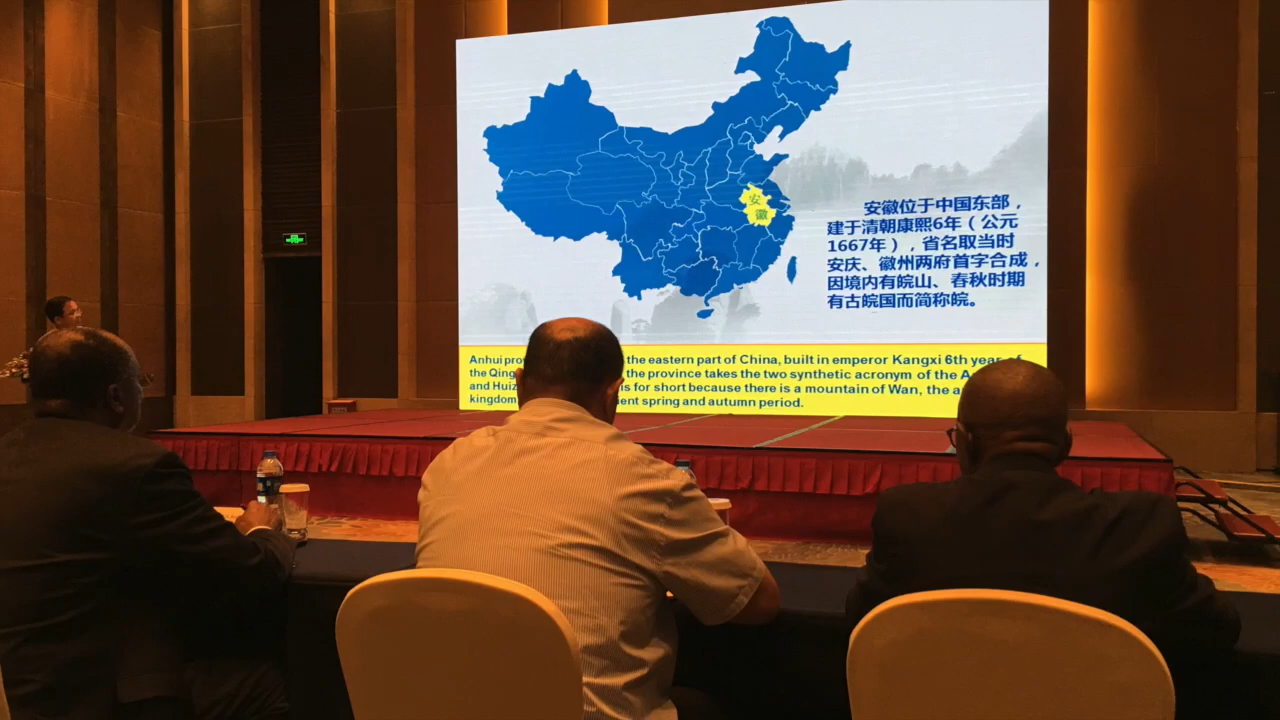 安
徽
安徽位于中国东部，
建于清朝康熙6年（公元
1667年），省名取当时
安庆、徽州两府首字合成，
因境内有皖山、春秋时期
有古皖国而简称皖。
Anhui the eastern part of China, built in emperor Kangxi 6th year of
the Qing the province takes the two synthetic acronym of the
and is for short because there is a mountain of Wan, the
kingdom spring and autumn period.